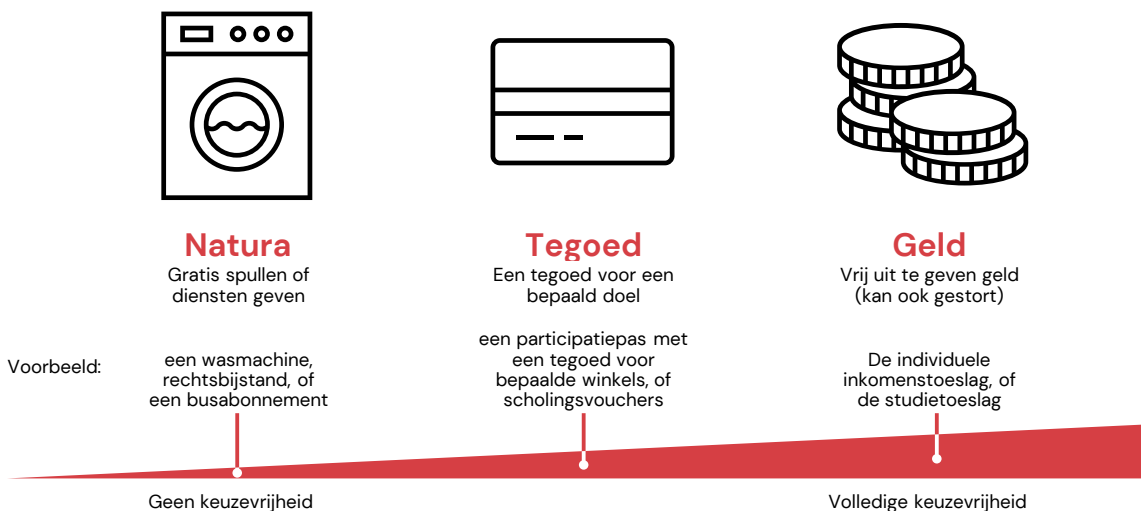 Natura
Gratis spullen of
diensten geven
Tegoed
Een tegoed voor een
bepaald doel
Geld
Vrij uit te geven geld
(kan ook gestort)
Voorbeeld:
een wasmachine,
rechtsbijstand, of
een busabonnement
een participatiepas met
een tegoed voor
bepaalde winkels, of
scholingsvouchers
De individuele
inkomenstoeslag, of
de studietoeslag
Geen keuzevrijheid
Volledige keuzevrijheid